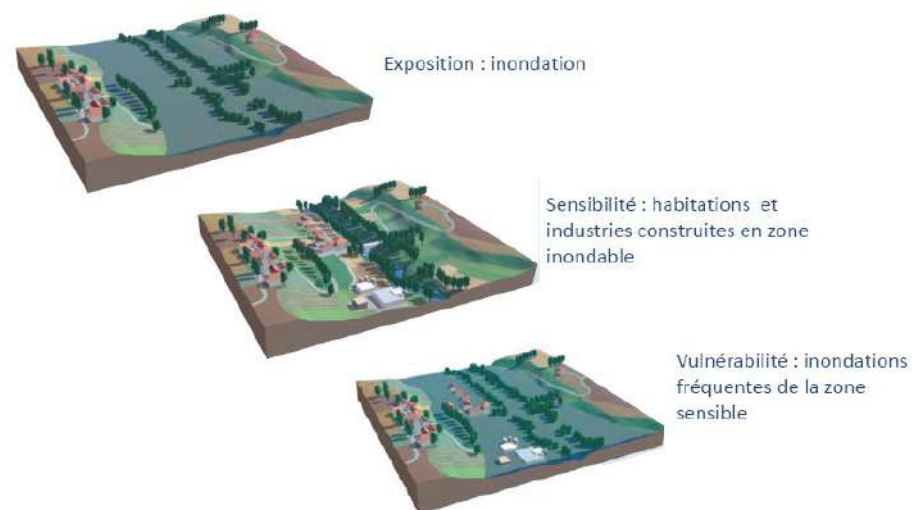 Exposition : inondation
Sensibilité : habitations et
industries construites en zone
inondable
Vulnérabilité : inondations
fréquentes de la zone
sensible